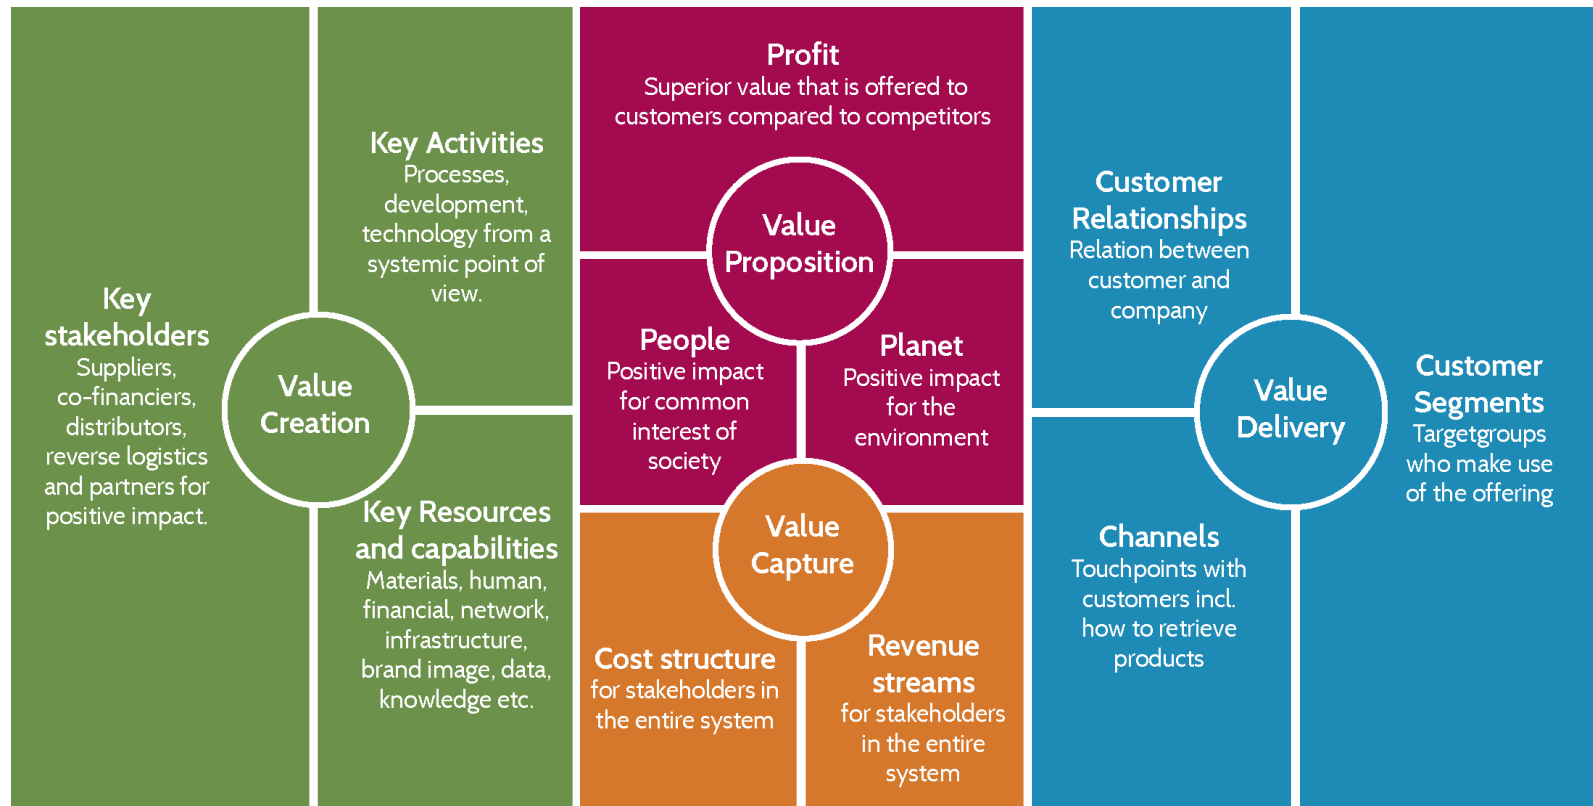 Key
stakeholders
Suppliers,
co-financiers,
distributors,
reverse logistics
and partners for
positive impact.
Key Activities
Processes,
development,
technology from a
systemic point of
view.
Value
Creation
Key Resources
and capabilities
Materials, human,
financial, network,
infrastructure,
brand image, data,
knowledge etc.
Profit
Superior value that is offered to
customers compared to competitors
Value
Proposition
People
Positive impact
for common
interest of
society
Planet
Positive impact
for the
environment
Value
Capture
Cost structure
for stakeholders in
the entire system
Revenue
streams
for stakeholders
in the entire
system
Customer
Relationships
Relation between
customer and
company
Value
Delivery
Channels
Touchpoints with
customers incl.
how to retrieve
products
Customer
Segments
Targetgroups
who make use
of the offering